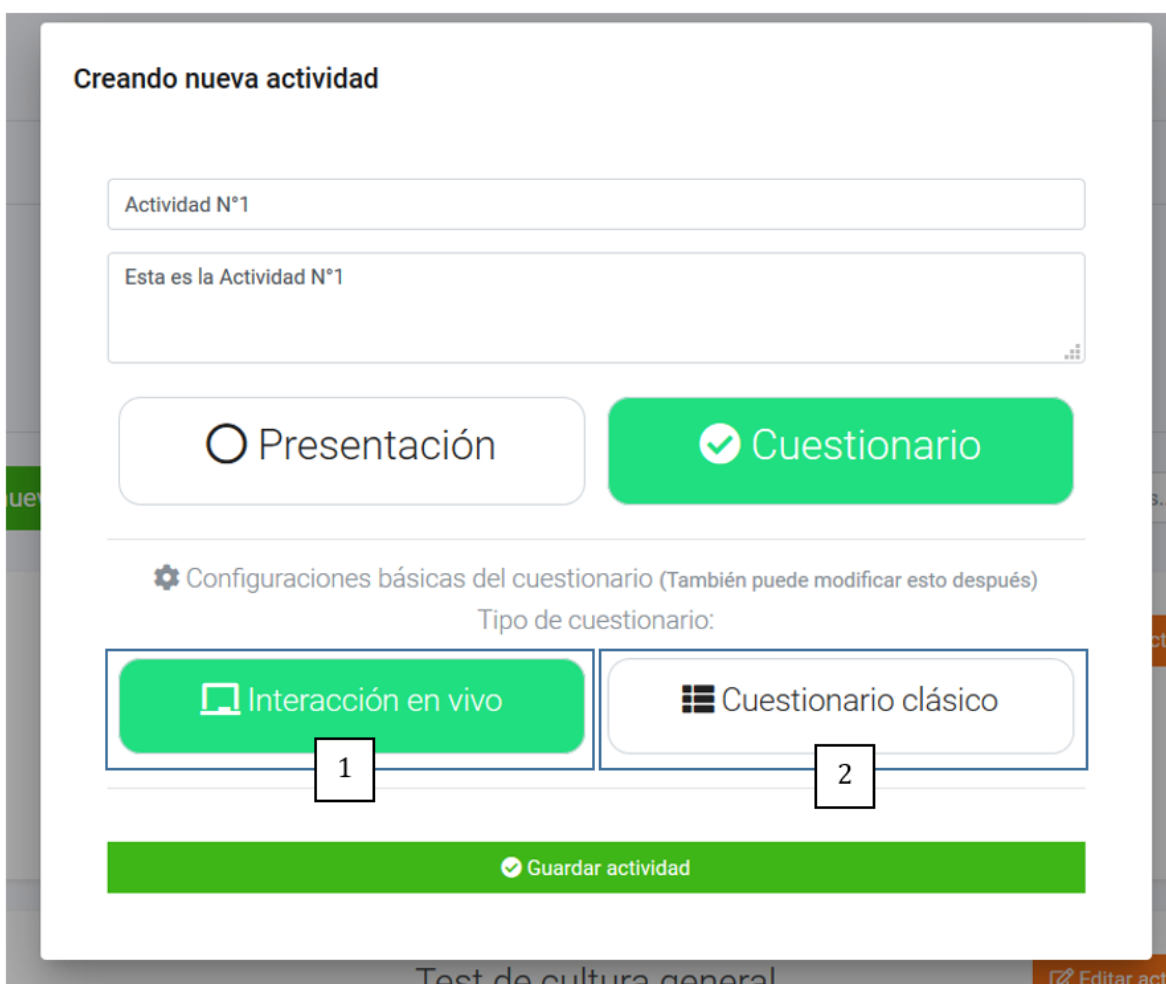 Creando nueva actividad
Actividad N°1
Esta es la Actividad N°1
Presentación
Cuestionario
Configuraciones básicas del cuestionario (También puede modificar esto después)
Tipo de cuestionario:
Interacción en vivo
Cuestionario clásico
1
2
Guardar actividad
Test de cultura general
Editar act